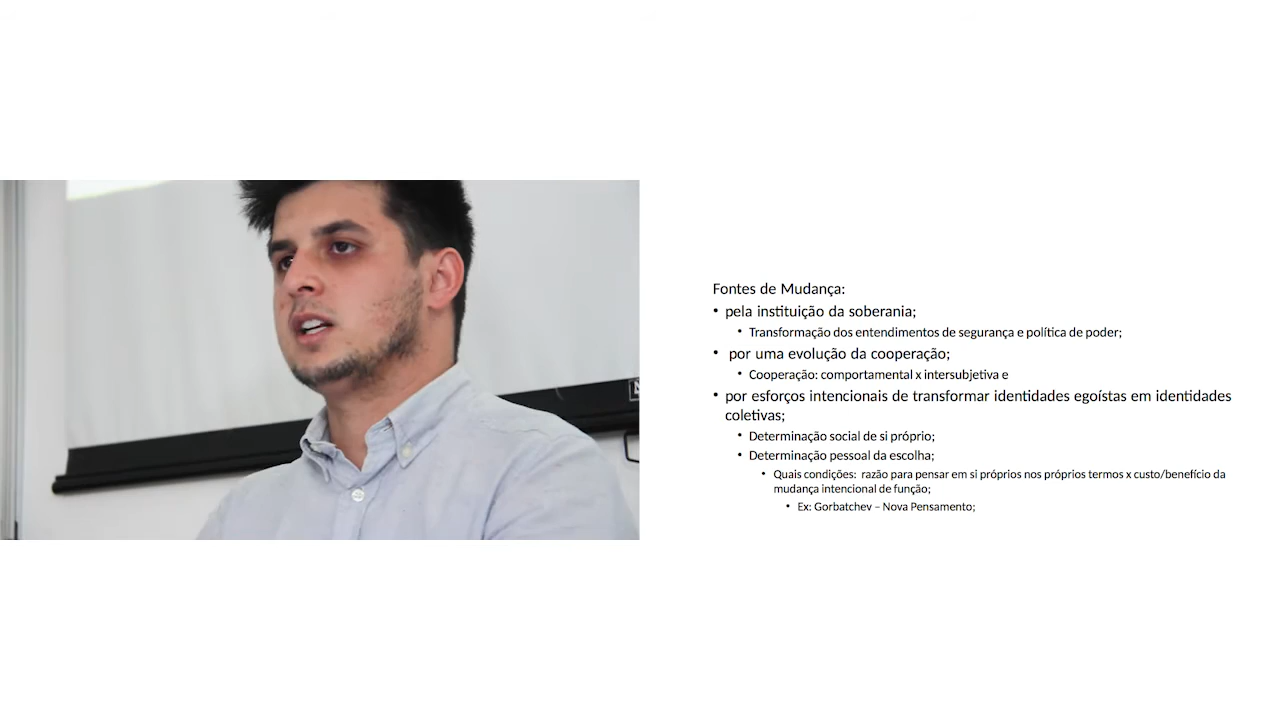 Fontes de Mudança:
• pela instituição da soberania;
• Transformação dos entendimentos de segurança e política de poder;
• por uma evolução da cooperação;
• Cooperação: comportamental x intersubjetiva e
• por esforços intencionais de transformar identidades egoístas em identidades
coletivas;
• Determinação social de si próprio;
• Determinação pessoal da escolha;
• Quais condições: razão para pensar em si próprios nos próprios termos x custo/benefício da
mudança intencional de função;
• Ex: Gorbatchev – Nova Pensamento;